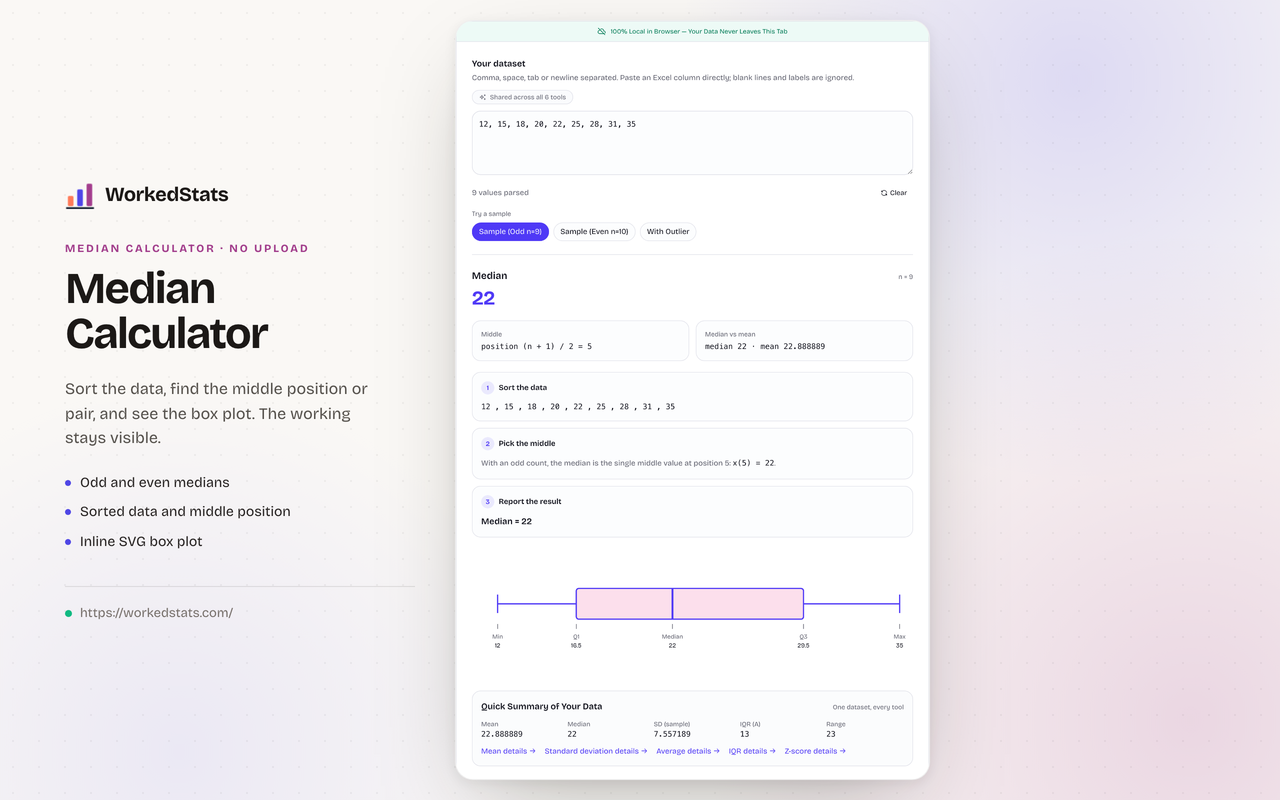 WorkedStats
MEDIAN CALCULATOR · NO UPLOAD
Median
Calculator
Sort the data, find the middle position or
pair, and see the box plot. The working
stays visible.
Odd and even medians
Sorted data and middle position
Inline SVG box plot
https://workedstats.com/
100% Local in Browser — Your Data Never Leaves This Tab
Your dataset
Comma, space, tab or newline separated. Paste an Excel column directly; blank lines and labels are ignored.
Shared across all 6 tools
12, 15, 18, 20, 22, 25, 28, 31, 35
9 values parsed
Clear
Try a sample
Sample (Odd n=9) Sample (Even n=10) With Outlier
Median
n = 9
22
Middle
position (n + 1) / 2 = 5
Median vs mean
median 22 · mean 22.888889
1 Sort the data
12 , 15 , 18 , 20 , 22 , 25 , 28 , 31 , 35
2 Pick the middle
With an odd count, the median is the single middle value at position 5: x(5) = 22.
3 Report the result
Median = 22
Min Q1 Median Q3 Max
12 16.5 22 29.5 35
Quick Summary of Your Data
One dataset, every tool
Mean Median SD (sample) IQR (A) Range
22.888889 22 7.557189 13 23
Mean details → Standard deviation details → Average details → IQR details → Z-score details →